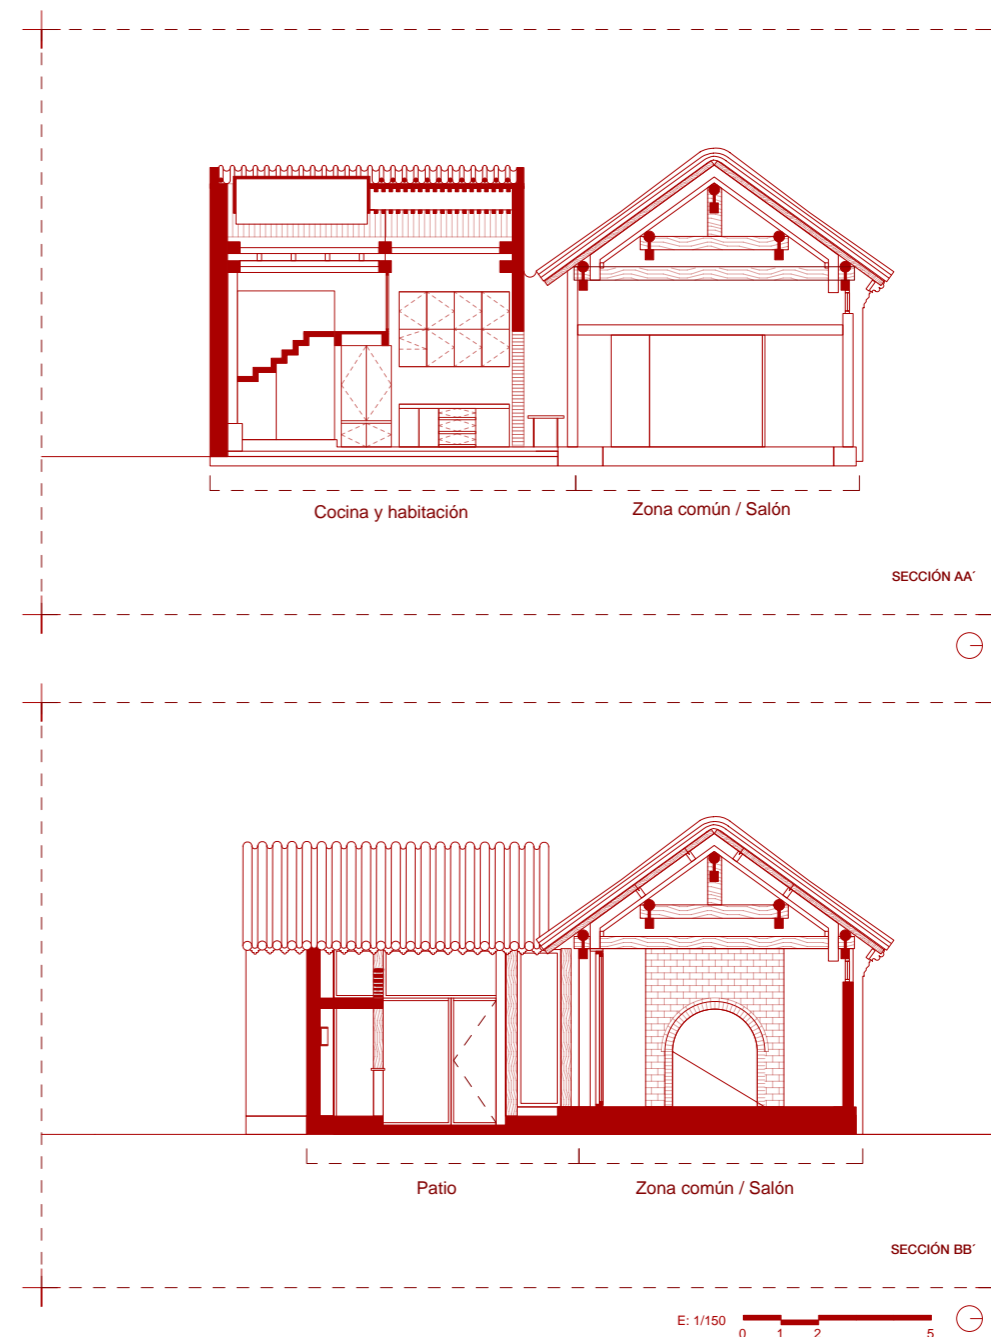 Cocina y habitación
Zona común / Salón
SECCIÓN AA´
Patio
Zona común / Salón
SECCIÓN BB´
E: 1/150
0 1 2 5